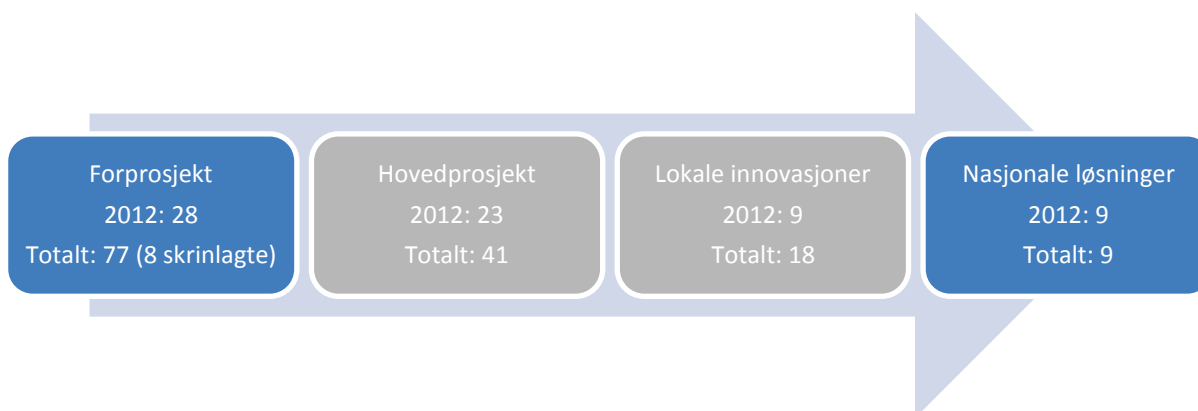 Forprosjekt
2012: 28
Totalt: 77 (8 skrinlagte)
Hovedprosjekt
2012: 23
Totalt: 41
Lokale innovasjoner
2012: 9
Totalt: 18
Nasjonale løsninger
2012: 9
Totalt: 9